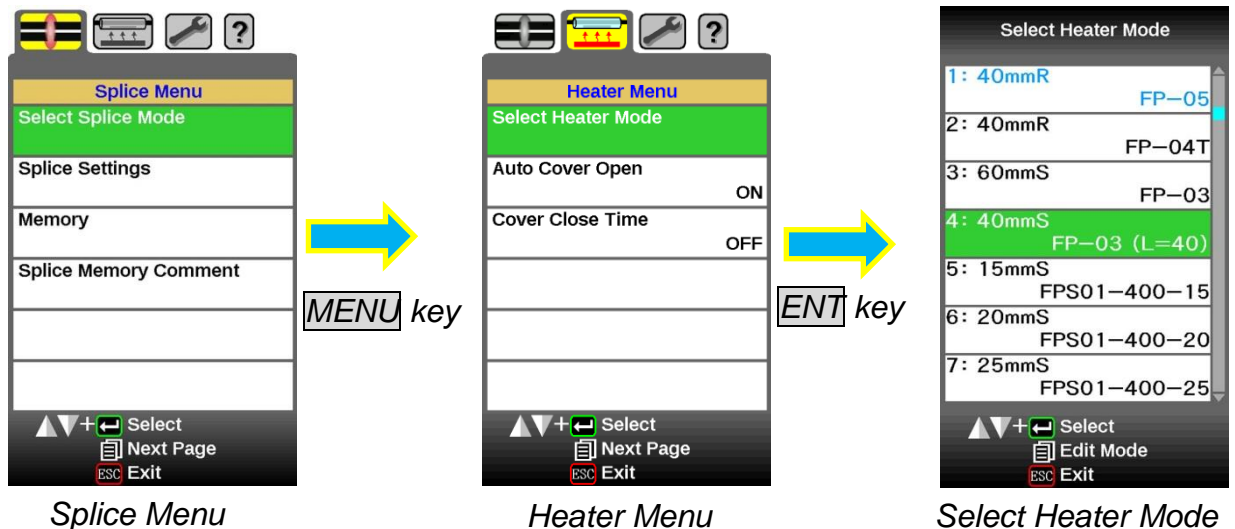 ?
Splice Menu
Select Splice Mode
Splice Settings
Memory
Splice Memory Comment
+ Select
Next Page
ESC Exit
Splice Menu
MENU key
?
Heater Menu
Select Heater Mode
Auto Cover Open
ON
Cover Close Time
OFF
+ Select
Next Page
ESC Exit
Heater Menu
ENT key
Select Heater Mode
1: 40mmR
FP-05
2: 40mmR
FP-04T
3: 60mmS
FP-03
4: 40mmS
FP-03 (L=40)
5: 15mmS
FPS01-400-15
6: 20mmS
FPS01-400-20
7: 25mmS
FPS01-400-25
+ Select
Edit Mode
ESC Exit
Select Heater Mode